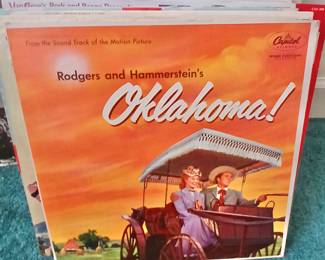 From the Sound Track of the Motion Picture
Capitol
Rodgers and Hammerstein's
Oklahoma!